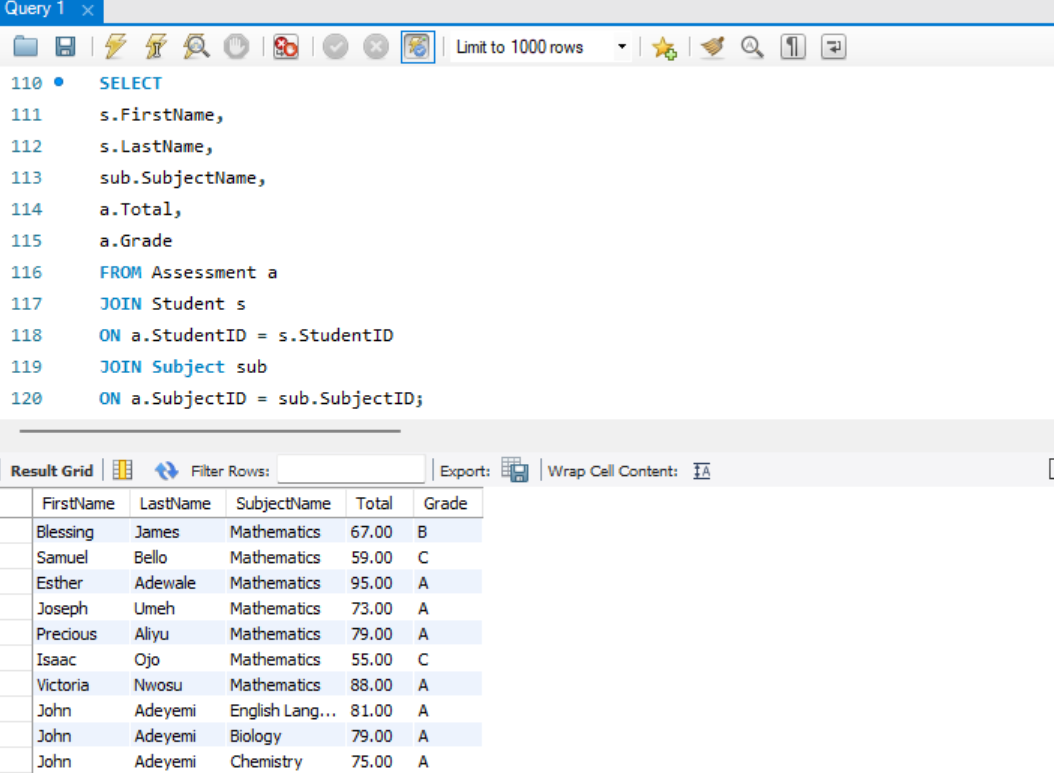 Query 1
Limit to 1000 rows
110 SELECT
111 s.FirstName,
112 s.LastName,
113 sub.SubjectName,
114 a.Total,
115 a.Grade
116 FROM Assessment a
117 JOIN Student s
118 ON a.StudentID = s.StudentID
119 JOIN Subject sub
120 ON a.SubjectID = sub.SubjectID;
Result Grid Filter Rows: Export: Wrap Cell Content: IA
FirstName LastName SubjectName Total Grade
Blessing James Mathematics 67.00 B
Samuel Bello Mathematics 59.00 C
Esther Adewale Mathematics 95.00 A
Joseph Umeh Mathematics 73.00 A
Precious Aliyu Mathematics 79.00 A
Isaac Ojo Mathematics 55.00 C
Victoria Nwosu Mathematics 88.00 A
John Adeyemi English Lang... 81.00 A
John Adeyemi Biology 79.00 A
John Adeyemi Chemistry 75.00 A